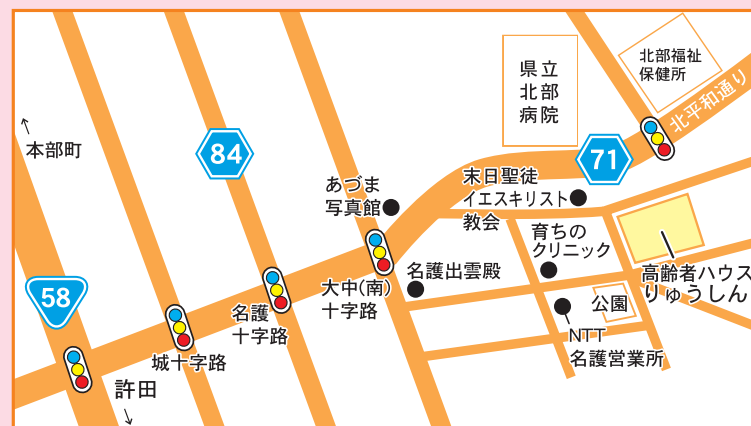 県立
北部
病院
北部福祉
保健所
北平和通り
84
71
本部町
あづま
写真館
末日聖徒
イエスキリスト
教会
育ちの
クリニック
高齢者ハウス
りゅうしん
58
名護出雲殿
大中(南)
十字路
名護
十字路
公園
NTT
名護営業所
城十字路
許田